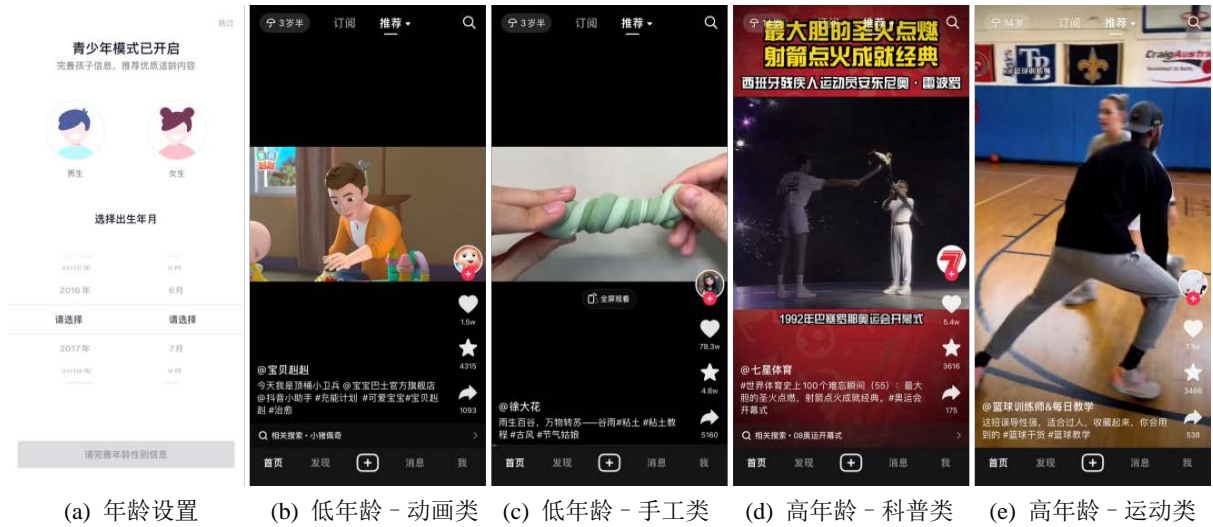 跳过
青少年模式已开启
完善孩子信息，推荐优质适龄内容
男生
女生
选择出生年月
2016年
6月
请选择
请选择
2017年
7月
请完善年龄性别信息
(a) 年龄设置
3岁半
订阅
推荐
1.5w
4315
@宝贝赳赳
今天我是顶桶小卫兵 @宝宝巴士官方旗舰店
@抖音小助手 #充能计划 #可爱宝宝#宝贝赳
赳 #治愈
1093
相关搜索·小猪佩奇
首页
发现
消息
我
(b) 低年龄 - 动画类
3岁半
订阅
推荐
全屏观看
78.3w
4.8w
@徐大花
雨生百谷，万物转苏——谷雨#粘土 #粘土教
程 #古风 #节气姑娘
5160
首页
发现
消息
我
(c) 低年龄 - 手工类
订阅
推荐
最大胆的圣火点燃
射箭点火成就经典
西班牙残疾人运动员安东尼奥·雷波罗
1992年巴塞罗那奥运会开幕式
5.4w
3616
@七星体育
#世界体育史上100个难忘瞬间（55）：最大
胆的圣火点燃，射箭点火成就经典。#奥运会
开幕式
175
相关搜索·08奥运开幕式
首页
发现
消息
我
(d) 高年龄 - 科普类
14岁
订阅
推荐
TB
CraigAustin
1.1w
3466
@篮球训练师&每日教学
这招误导性强，适合过人，收藏起来，你会用
到的 #篮球干货 #篮球教学
538
首页
发现
消息
我
(e) 高年龄 - 运动类